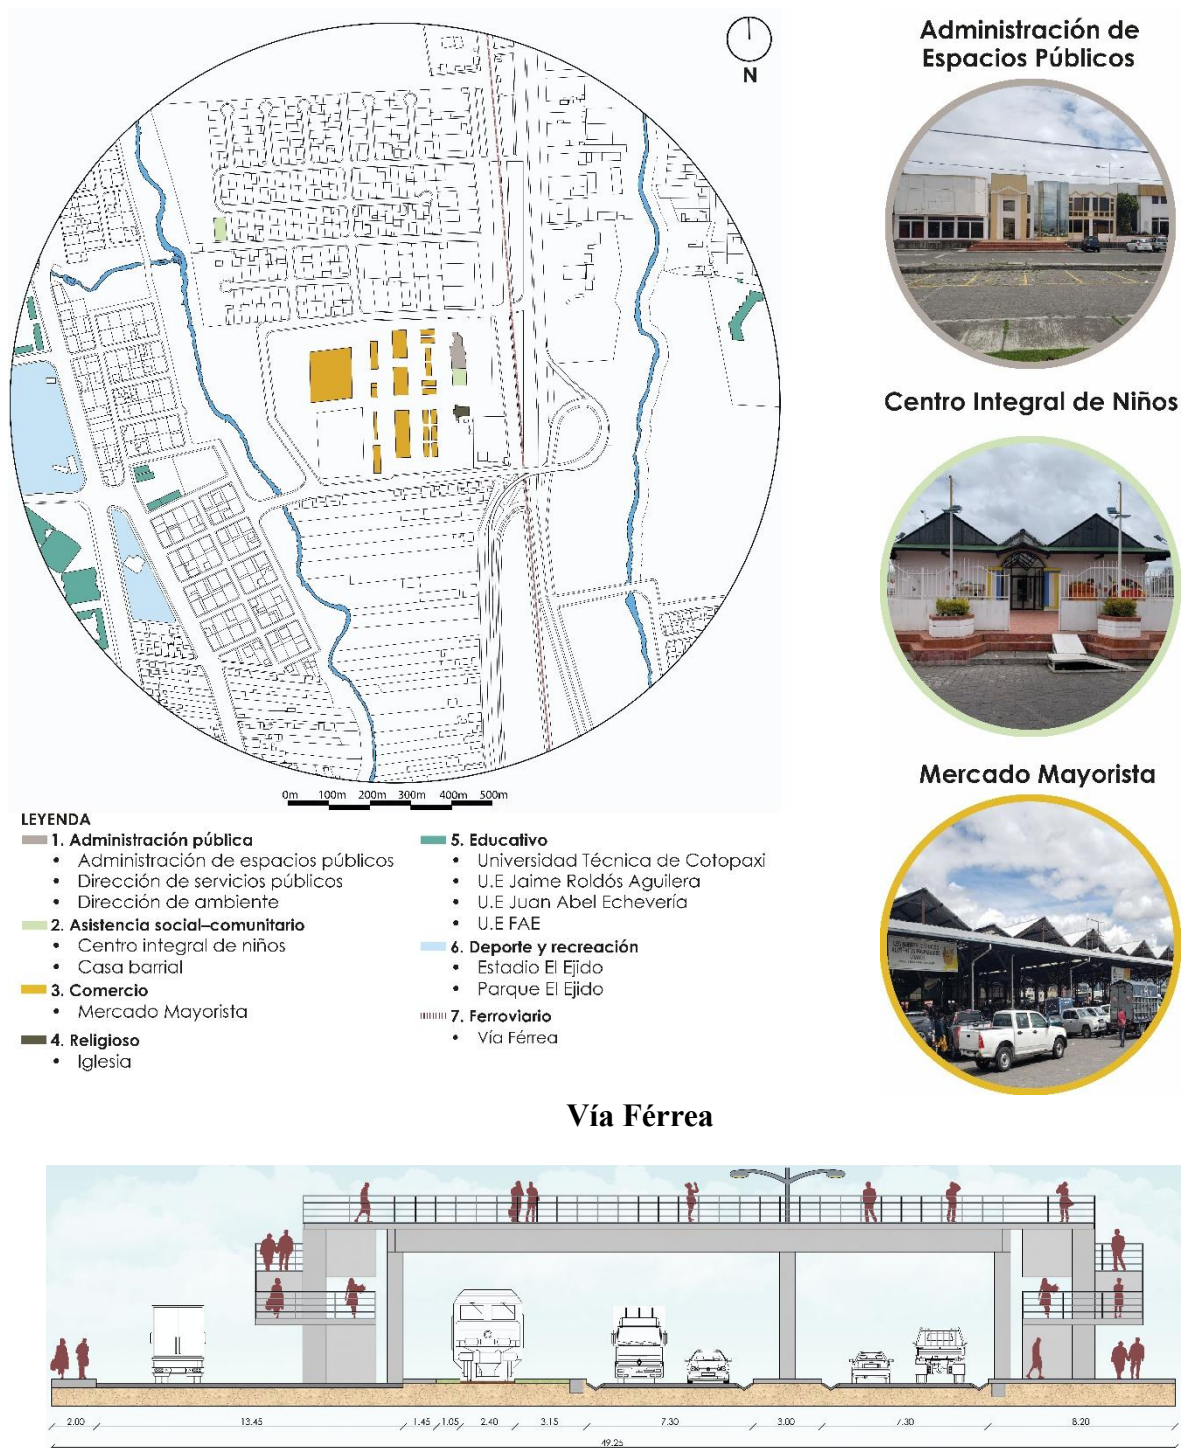 N
0m 100m 200m 300m 400m 500m
LEYENDA
1. Administración pública
• Administración de espacios públicos
• Dirección de servicios públicos
• Dirección de ambiente
2. Asistencia social–comunitario
• Centro integral de niños
• Casa barrial
3. Comercio
• Mercado Mayorista
4. Religioso
• Iglesia
5. Educativo
• Universidad Técnica de Cotopaxi
• U.E Jaime Roldós Aguilera
• U.E Juan Abel Echevería
• U.E FAE
6. Deporte y recreación
• Estadio El Ejido
• Parque El Ejido
7. Ferroviario
• Vía Férrea
Administración de
Espacios Públicos
Centro Integral de Niños
Mercado Mayorista
Vía Férrea
2.00 13.45 1.45 1.05 2.40 3.15 7.30 3.00 7.30 8.20
49.25